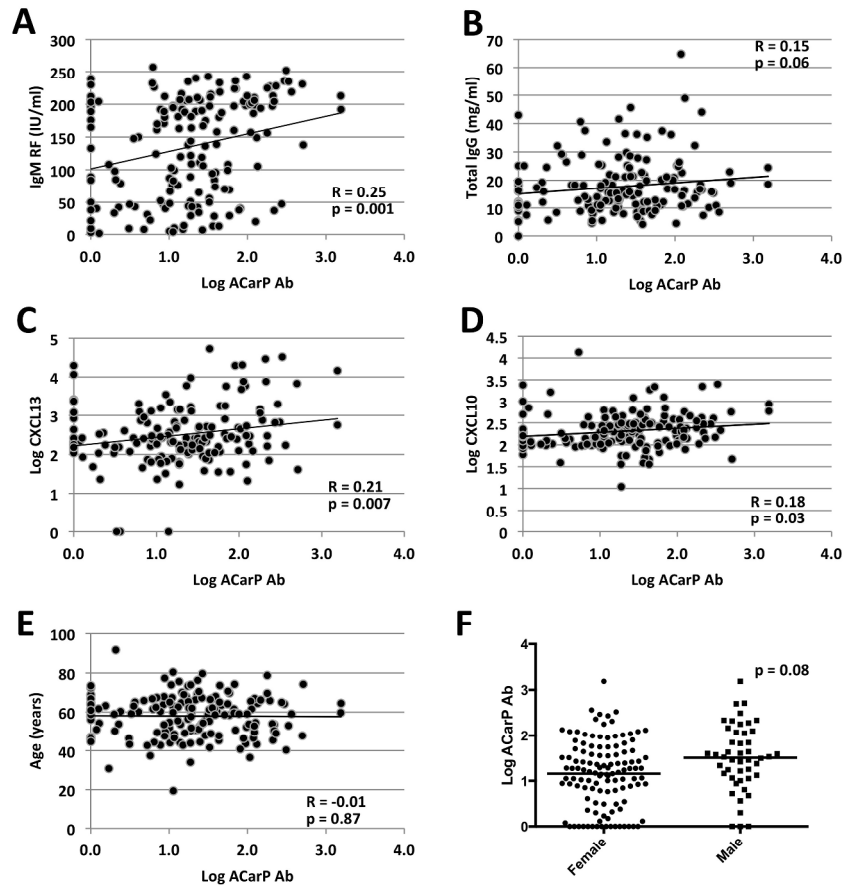 A
300
250
200
150
100
50
0
IgM RF (IU/ml)
R = 0.25
p = 0.001
0.0 1.0 2.0 3.0 4.0
Log ACarP Ab
B
70
60
50
40
30
20
10
0
Total IgG (mg/ml)
R = 0.15
p = 0.06
0.0 1.0 2.0 3.0 4.0
Log ACarP Ab
C
5
4
3
2
1
0
Log CXCL13
R = 0.21
p = 0.007
0.0 1.0 2.0 3.0 4.0
Log ACarP Ab
D
4.5
4
3.5
3
2.5
2
1.5
1
0.5
0
Log CXCL10
R = 0.18
p = 0.03
0.0 1.0 2.0 3.0 4.0
Log ACarP Ab
E
100
80
60
40
20
0
Age (years)
R = -0.01
p = 0.87
0.0 1.0 2.0 3.0 4.0
Log ACarP Ab
F
4
3
2
1
0
Log ACarP Ab
p = 0.08
Female
Male